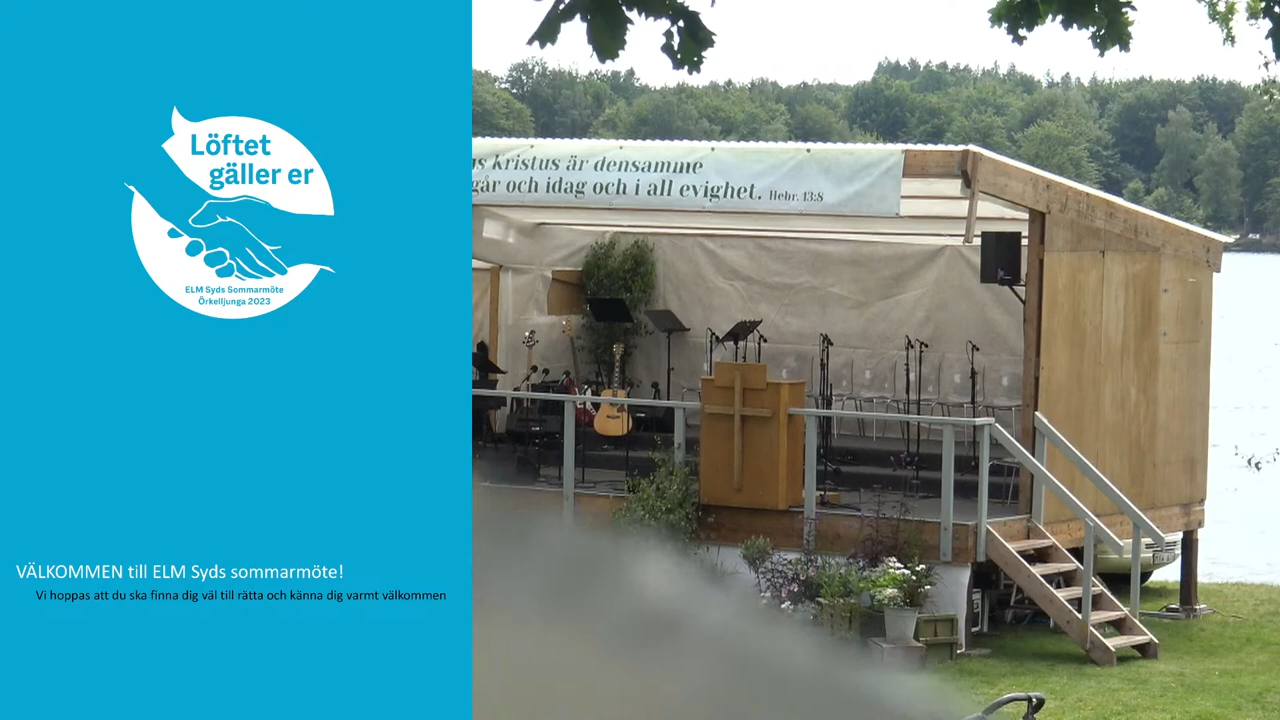 Löftet
gäller er
ELM Syds Sommarmöte
Örkelljunga 2023
VÄLKOMMEN till ELM Syds sommarmöte!
Vi hoppas att du ska finna dig väl till rätta och känna dig varmt välkommen
us Kristus är densamme
går och idag och i all evighet. Hebr. 13:8